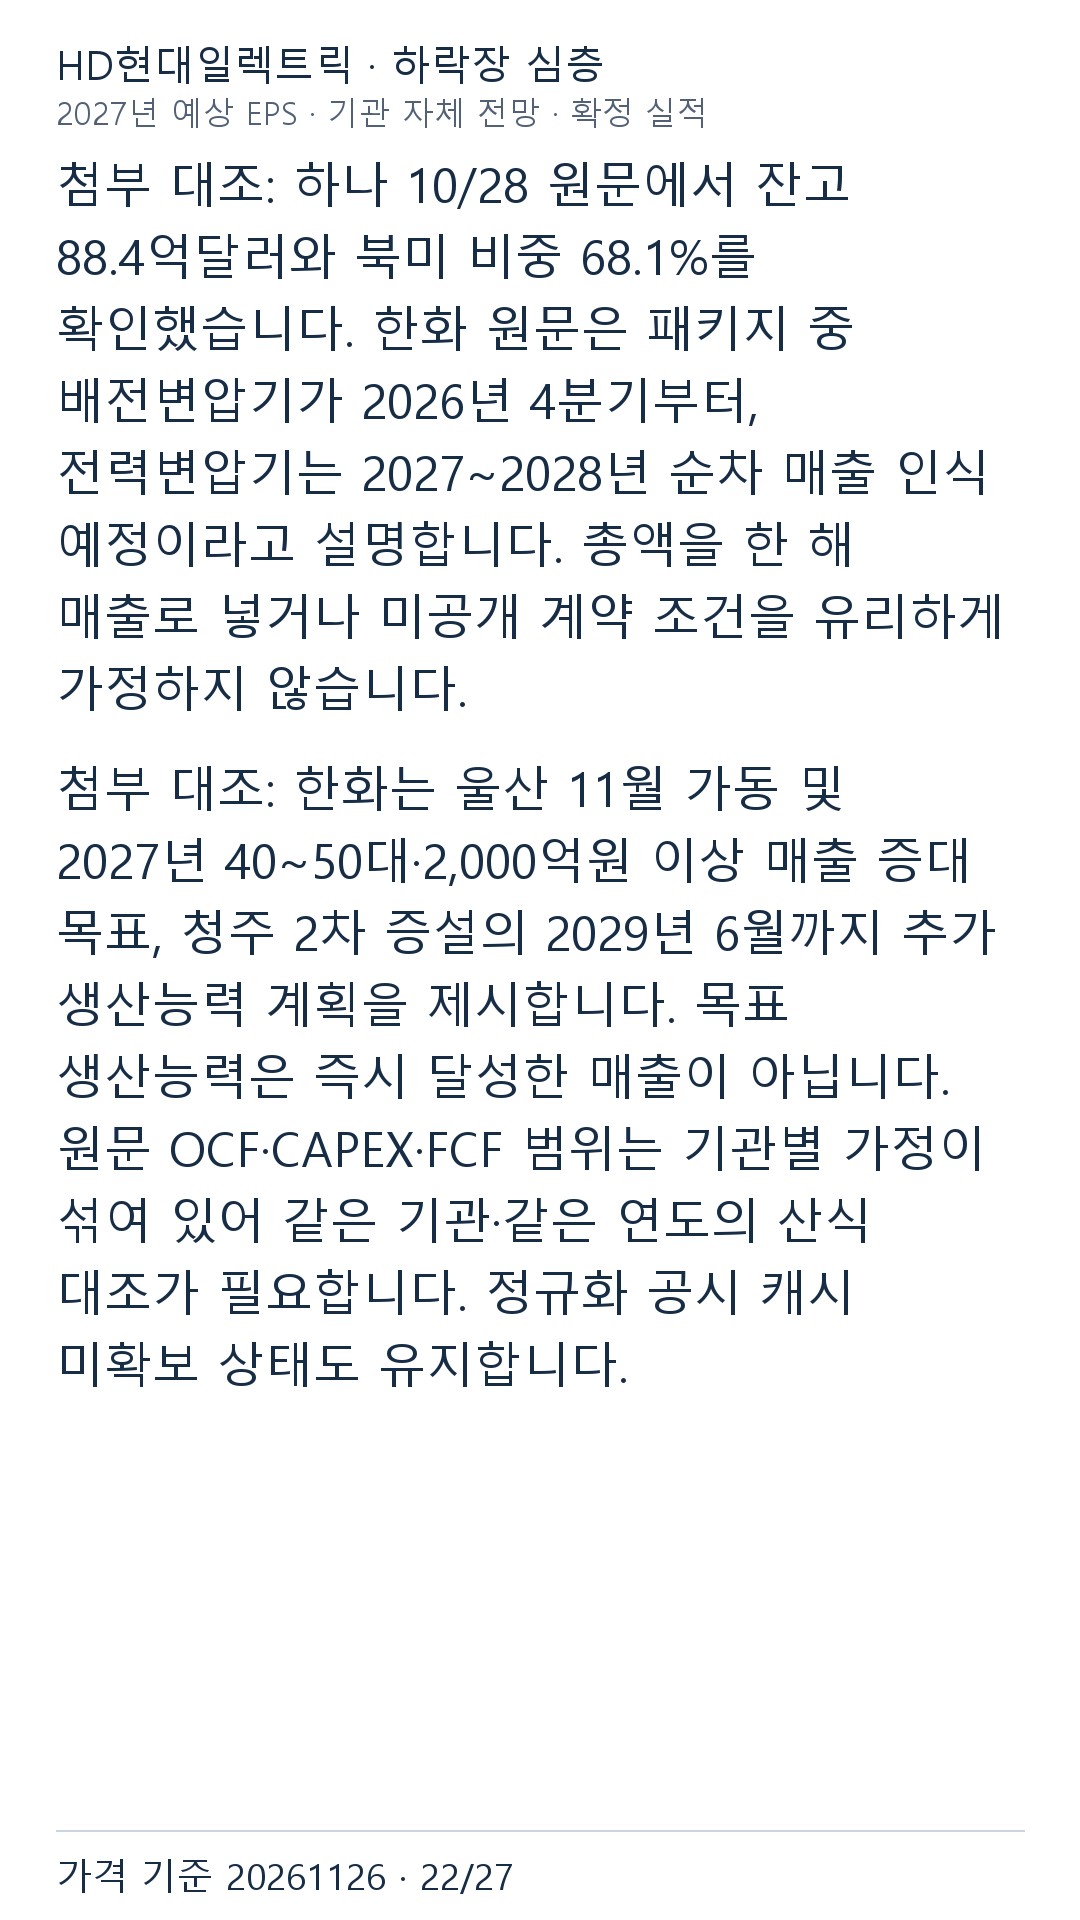 HD현대일렉트릭 · 하락장 심층
2027년 예상 EPS · 기관 자체 전망 · 확정 실적
첨부 대조: 하나 10/28 원문에서 잔고
88.4억달러와 북미 비중 68.1%를
확인했습니다. 한화 원문은 패키지 중
배전변압기가 2026년 4분기부터,
전력변압기는 2027~2028년 순차 매출 인식
예정이라고 설명합니다. 총액을 한 해
매출로 넣거나 미공개 계약 조건을 유리하게
가정하지 않습니다.
첨부 대조: 한화는 울산 11월 가동 및
2027년 40~50대·2,000억원 이상 매출 증대
목표, 청주 2차 증설의 2029년 6월까지 추가
생산능력 계획을 제시합니다. 목표
생산능력은 즉시 달성한 매출이 아닙니다.
원문 OCF·CAPEX·FCF 범위는 기관별 가정이
섞여 있어 같은 기관·같은 연도의 산식
대조가 필요합니다. 정규화 공시 캐시
미확보 상태도 유지합니다.
가격 기준 20261126 · 22/27